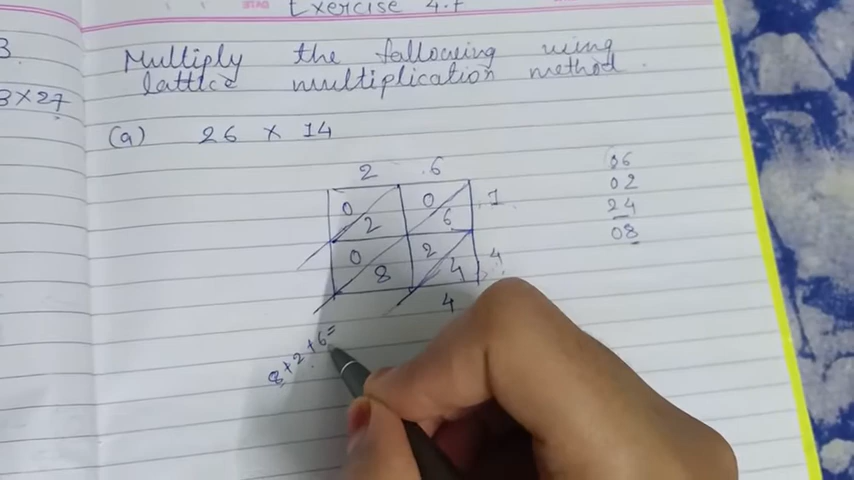 Exercise 4.f
3.
3 X 27
Multiply the following using
lattice multiplication method.
(a) 26 x 14
2 6
0 0 1
2 6
0 2 4
8 4
4
8+2+6=
06
02
24
08